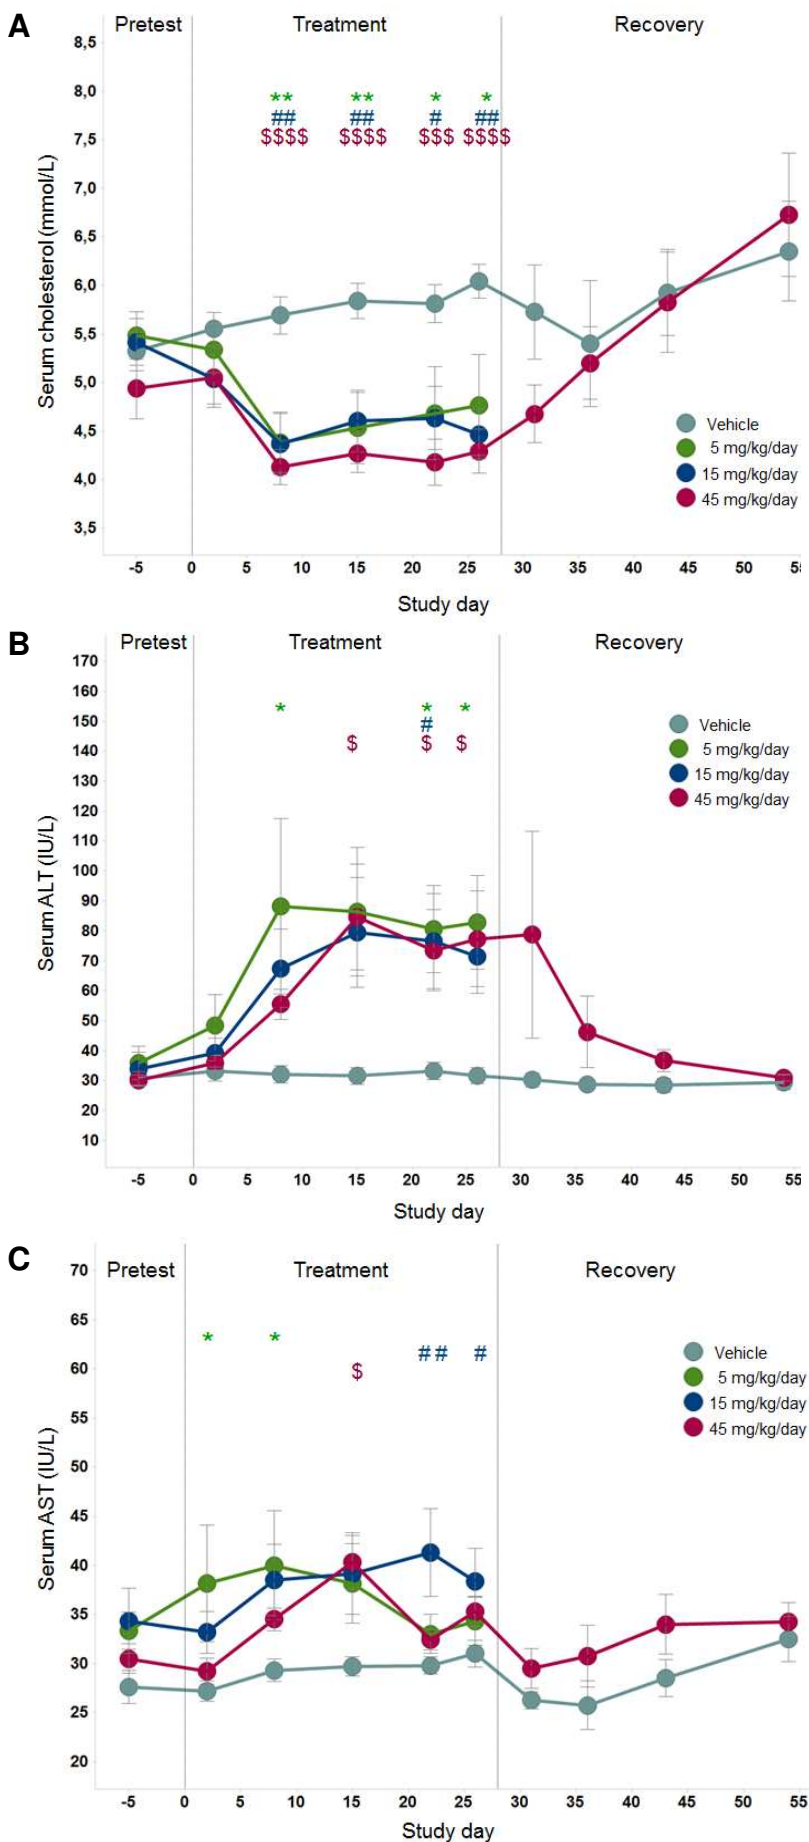 A
Pretest Treatment Recovery
8,5
8,0
7,5
7,0
6,5
6,0
5,5
5,0
4,5
4,0
3,5
** ** * *
## ## # ##
$$$$ $$$$ $$$ $$$$
Serum cholesterol (mmol/L)
Vehicle
5 mg/kg/day
15 mg/kg/day
45 mg/kg/day
-5 0 5 10 15 20 25 30 35 40 45 50 55
Study day
B
Pretest Treatment Recovery
170
160
150
140
130
120
110
100
90
80
70
60
50
40
30
20
10
* * *
#
$ $ $
Serum ALT (IU/L)
Vehicle
5 mg/kg/day
15 mg/kg/day
45 mg/kg/day
-5 0 5 10 15 20 25 30 35 40 45 50 55
Study day
C
Pretest Treatment Recovery
70
65
60
55
50
45
40
35
30
25
20
* *
## #
$
Serum AST (IU/L)
Vehicle
5 mg/kg/day
15 mg/kg/day
45 mg/kg/day
-5 0 5 10 15 20 25 30 35 40 45 50 55
Study day